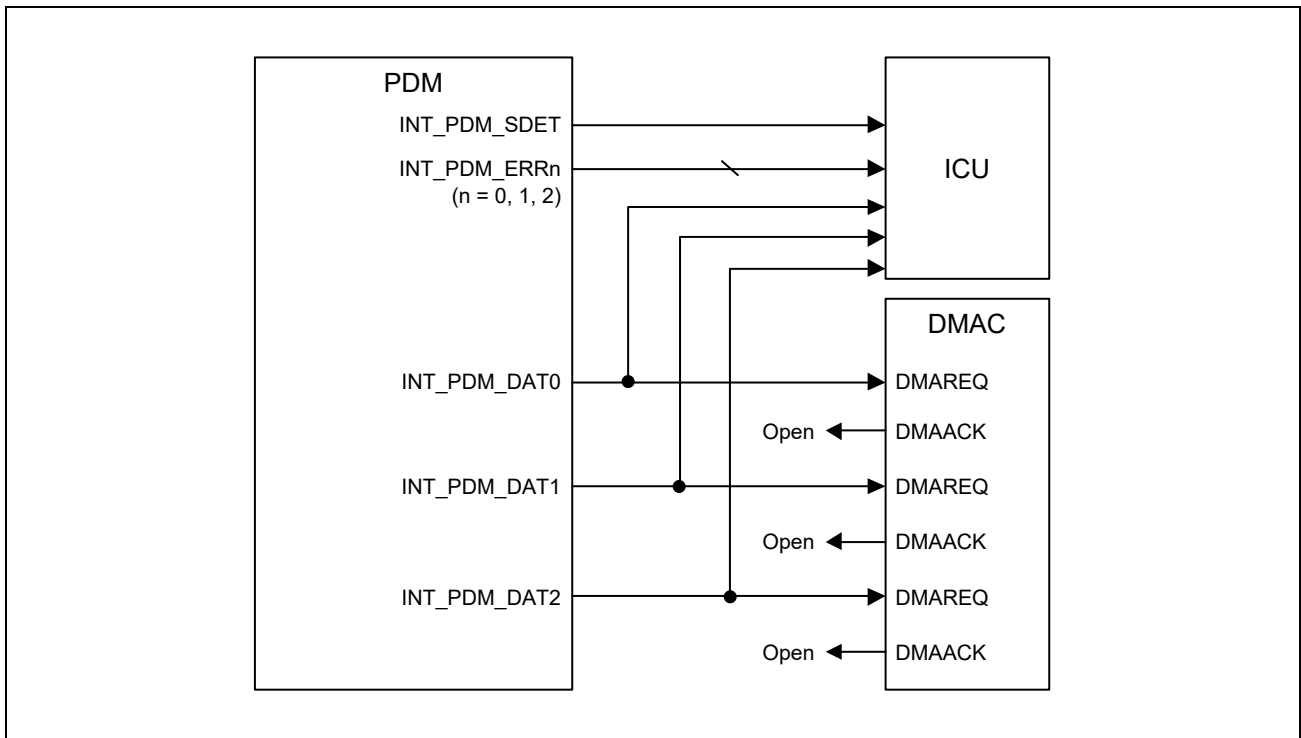 PDM
INT_PDM_SDET
INT_PDM_ERRn
(n = 0, 1, 2)
ICU
DMAC
INT_PDM_DAT0
DMAREQ
Open
DMAACK
INT_PDM_DAT1
DMAREQ
Open
DMAACK
INT_PDM_DAT2
DMAREQ
Open
DMAACK